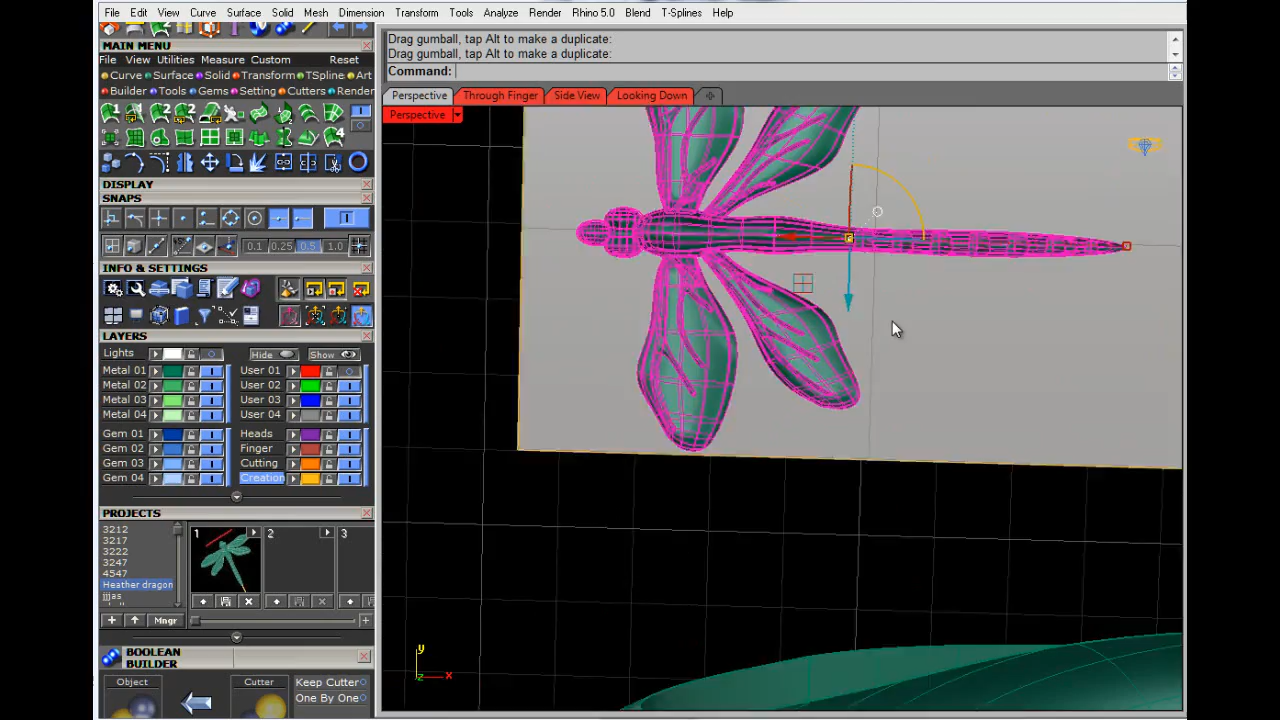 File Edit View Curve Surface Solid Mesh Dimension Transform Tools Analyze Render Rhino 5.0 Blend T-Splines Help
MAIN MENU
File View Utilities Measure Custom Reset
Curve Surface Solid Transform TSpline Art
Builder Tools Gems Setting Cutters Render
DISPLAY
SNAPS
0.1 0.25 0.5 1.0
INFO & SETTINGS
LAYERS
Lights Hide Show
Metal 01 User 01
Metal 02 User 02
Metal 03 User 03
Metal 04 User 04
Gem 01 Heads
Gem 02 Finger
Gem 03 Cutting
Gem 04 Creation
PROJECTS
3212
3217
3222
3247
4547
Heather dragon
jjjas
1 2 3
Mngr
BOOLEAN
BUILDER
Object Cutter Keep Cutter
One By One
Drag gumball, tap Alt to make a duplicate:
Drag gumball, tap Alt to make a duplicate:
Command:
Perspective Through Finger Side View Looking Down
Perspective
y
z x